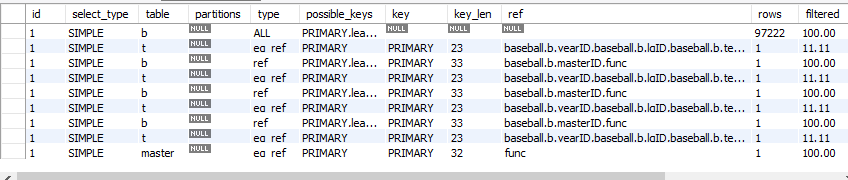 id select_type table partitions type possible_keys key key_len ref rows filtered
1 SIMPLE b NULL ALL PRIMARY,lea... NULL NULL NULL 97222 100.00
1 SIMPLE t NULL eq_ref PRIMARY PRIMARY 23 baseball.b.yearID,baseball.b.lgID,baseball.b.te... 1 11.11
1 SIMPLE b NULL ref PRIMARY,lea... PRIMARY 33 baseball.b.masterID,func 1 100.00
1 SIMPLE t NULL eq_ref PRIMARY PRIMARY 23 baseball.b.yearID,baseball.b.lgID,baseball.b.te... 1 11.11
1 SIMPLE b NULL ref PRIMARY,lea... PRIMARY 33 baseball.b.masterID,func 1 100.00
1 SIMPLE t NULL eq_ref PRIMARY PRIMARY 23 baseball.b.yearID,baseball.b.lgID,baseball.b.te... 1 11.11
1 SIMPLE b NULL ref PRIMARY,lea... PRIMARY 33 baseball.b.masterID,func 1 100.00
1 SIMPLE t NULL eq_ref PRIMARY PRIMARY 23 baseball.b.yearID,baseball.b.lgID,baseball.b.te... 1 11.11
1 SIMPLE master NULL eq_ref PRIMARY PRIMARY 32 func 1 100.00